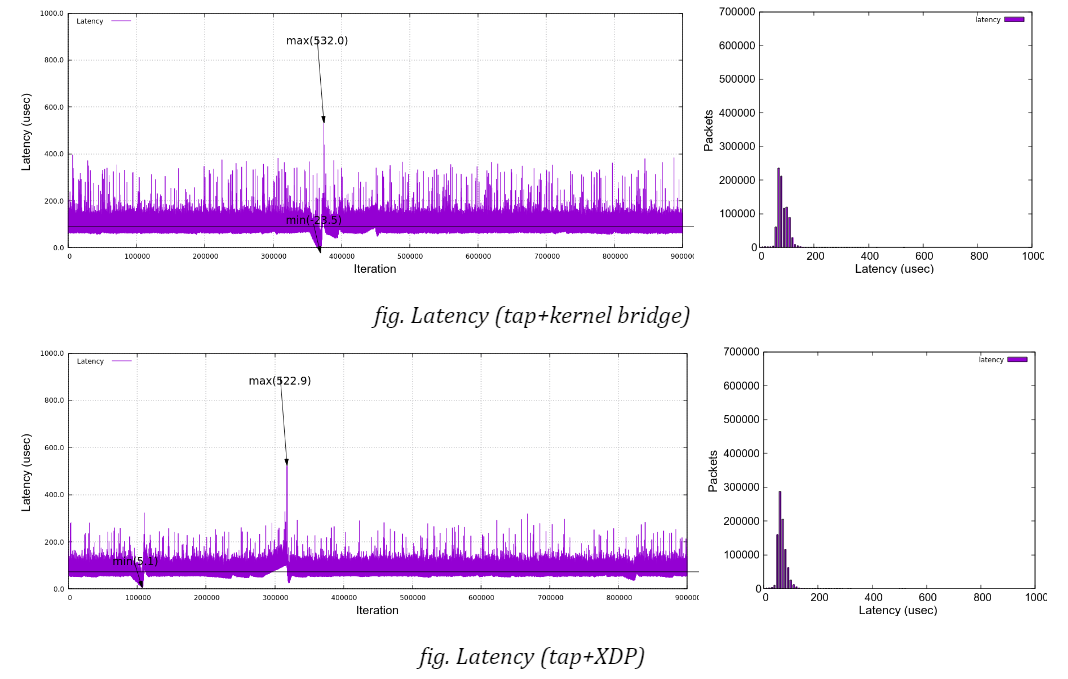 1000.0
Latency
max(532.0)
800.0
600.0
400.0
200.0
min(-23.5)
0.0
0 100000 200000 300000 400000 500000 600000 700000 800000 900000
Iteration
Latency (usec)
700000
latency
600000
500000
400000
300000
200000
100000
0
0 200 400 600 800 1000
Latency (usec)
Packets
fig. Latency (tap+kernel bridge)
1000.0
Latency
max(522.9)
800.0
600.0
400.0
200.0
min(5.1)
0.0
0 100000 200000 300000 400000 500000 600000 700000 800000 900000
Iteration
Latency (usec)
700000
latency
600000
500000
400000
300000
200000
100000
0
0 200 400 600 800 1000
Latency (usec)
Packets
fig. Latency (tap+XDP)